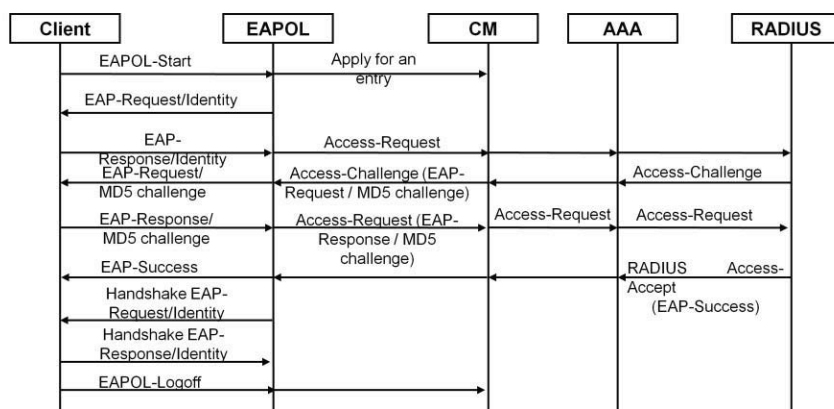 Client
EAPOL
CM
AAA
RADIUS
EAPOL-Start
Apply for an
entry
EAP-Request/Identity
EAP-
Response/Identity
Access-Request
EAP-Request/
MD5 challenge
Access-Challenge (EAP-
Request / MD5 challenge)
Access-Challenge
EAP-Response/
MD5 challenge
Access-Request (EAP-
Response / MD5
challenge)
Access-Request
Access-Request
EAP-Success
RADIUS Access-
Accept
(EAP-Success)
Handshake EAP-
Request/Identity
Handshake EAP-
Response/Identity
EAPOL-Logoff